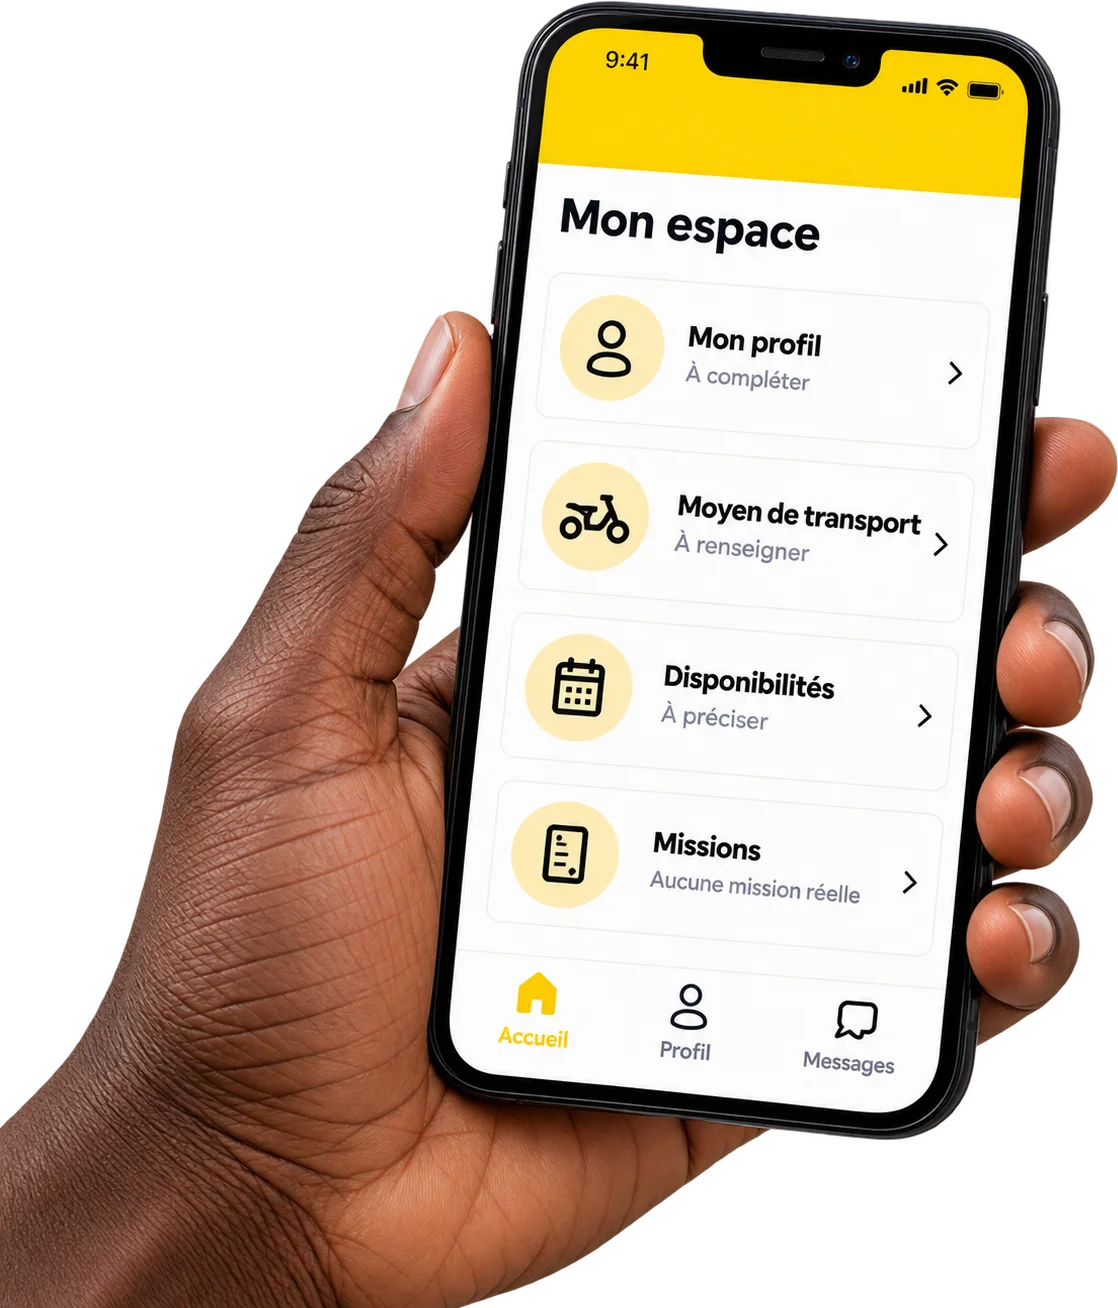 9:41
Mon espace
Mon profil
À compléter
Moyen de transport
À renseigner
Disponibilités
À préciser
Missions
Aucune mission réelle
Accueil
Profil
Messages